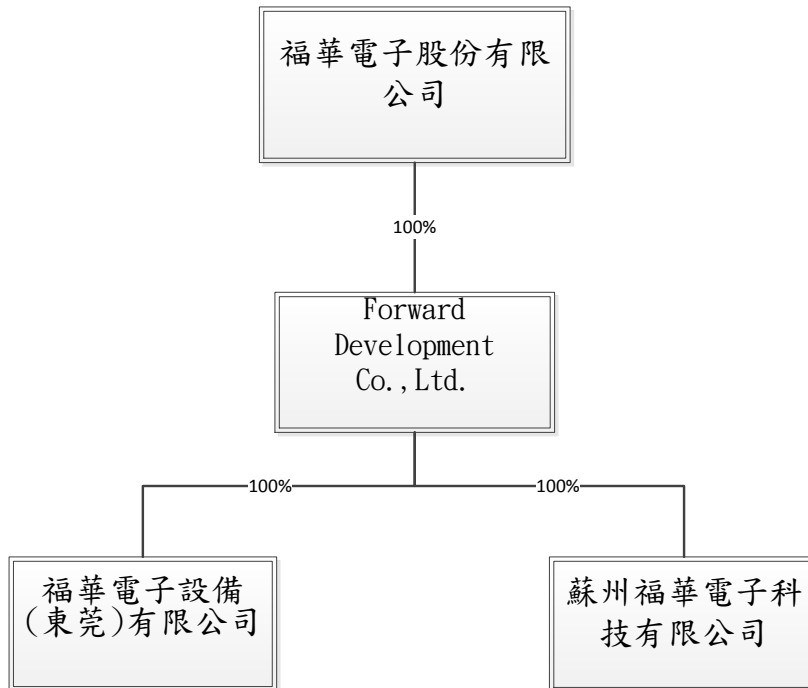 福華電子股份有限
公司
100%
Forward
Development
Co.,Ltd.
100%
100%
福華電子設備
(東莞)有限公司
蘇州福華電子科
技有限公司